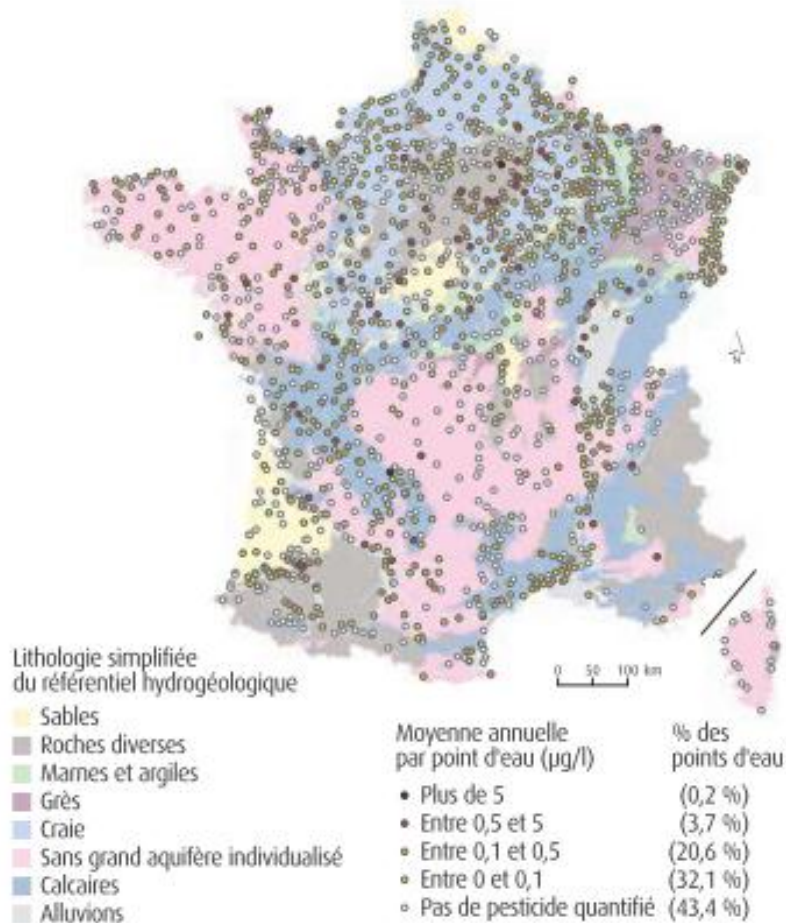 N
0 50 100 km
Lithologie simplifiée
du référentiel hydrogéologique
Sables
Roches diverses
Marnes et argiles
Grès
Craie
Sans grand aquifère individualisé
Calcaires
Alluvions
Moyenne annuelle % des
par point d'eau (µg/l) points d'eau
Plus de 5 (0,2 %)
Entre 0,5 et 5 (3,7 %)
Entre 0,1 et 0,5 (20,6 %)
Entre 0 et 0,1 (32,1 %)
Pas de pesticide quantifié (43,4 %)